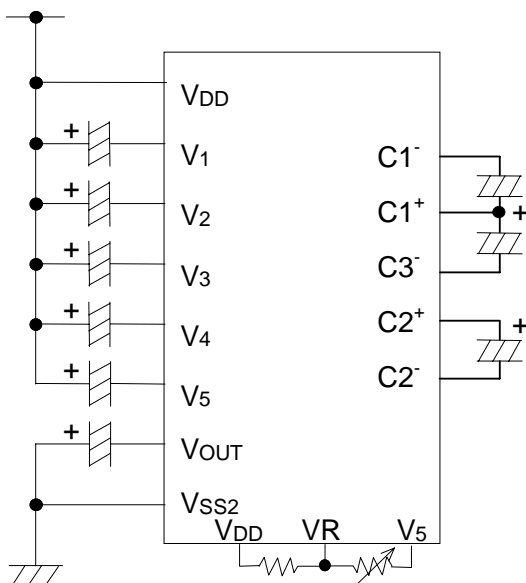 VDD
+ V1
+ V2
+ V3
+ V4
+ V5
+ VOUT
VSS2
C1-
C1+ +
C3-
C2+ +
C2-
VDD VR V5